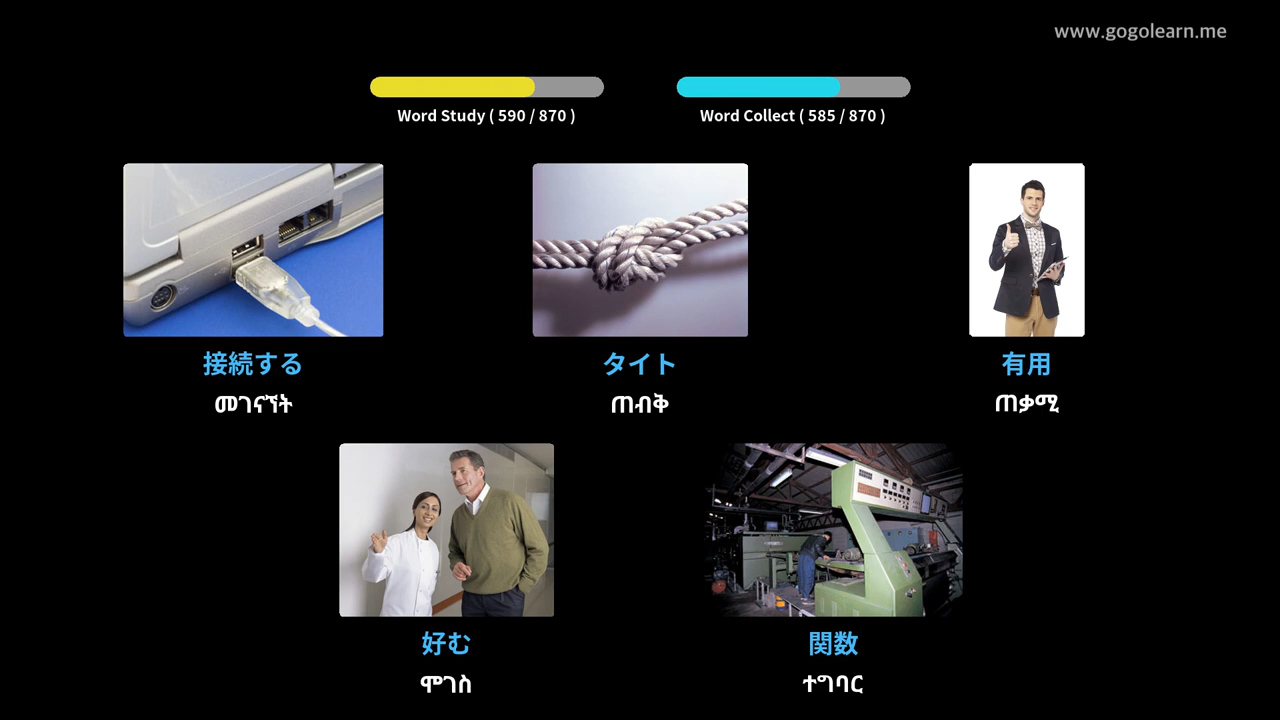 www.gogolearn.me
Word Study ( 590 / 870 )
Word Collect ( 585 / 870 )
接続する
タイト
有用
መገናኘት
ጠብቅ
ጠቃሚ
好む
関数
ሞገስ
ተግባር